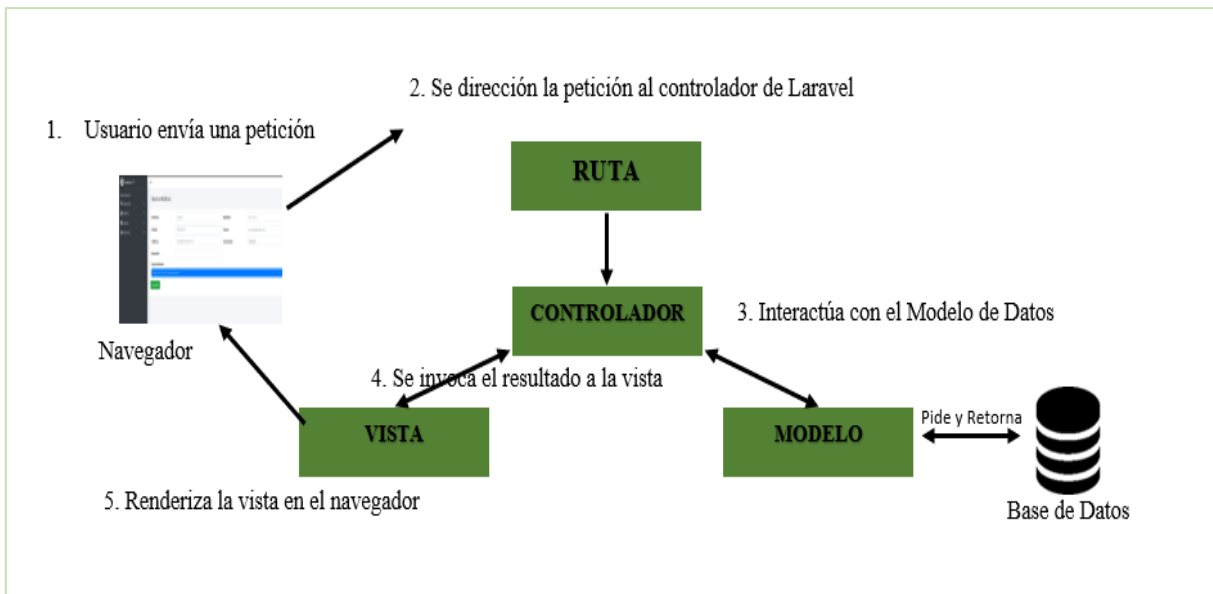 2. Se dirección la petición al controlador de Laravel
1. Usuario envía una petición
RUTA
CONTROLADOR
3. Interactúa con el Modelo de Datos
Navegador
4. Se invoca el resultado a la vista
VISTA
MODELO
Pide y Retorna
5. Renderiza la vista en el navegador
Base de Datos